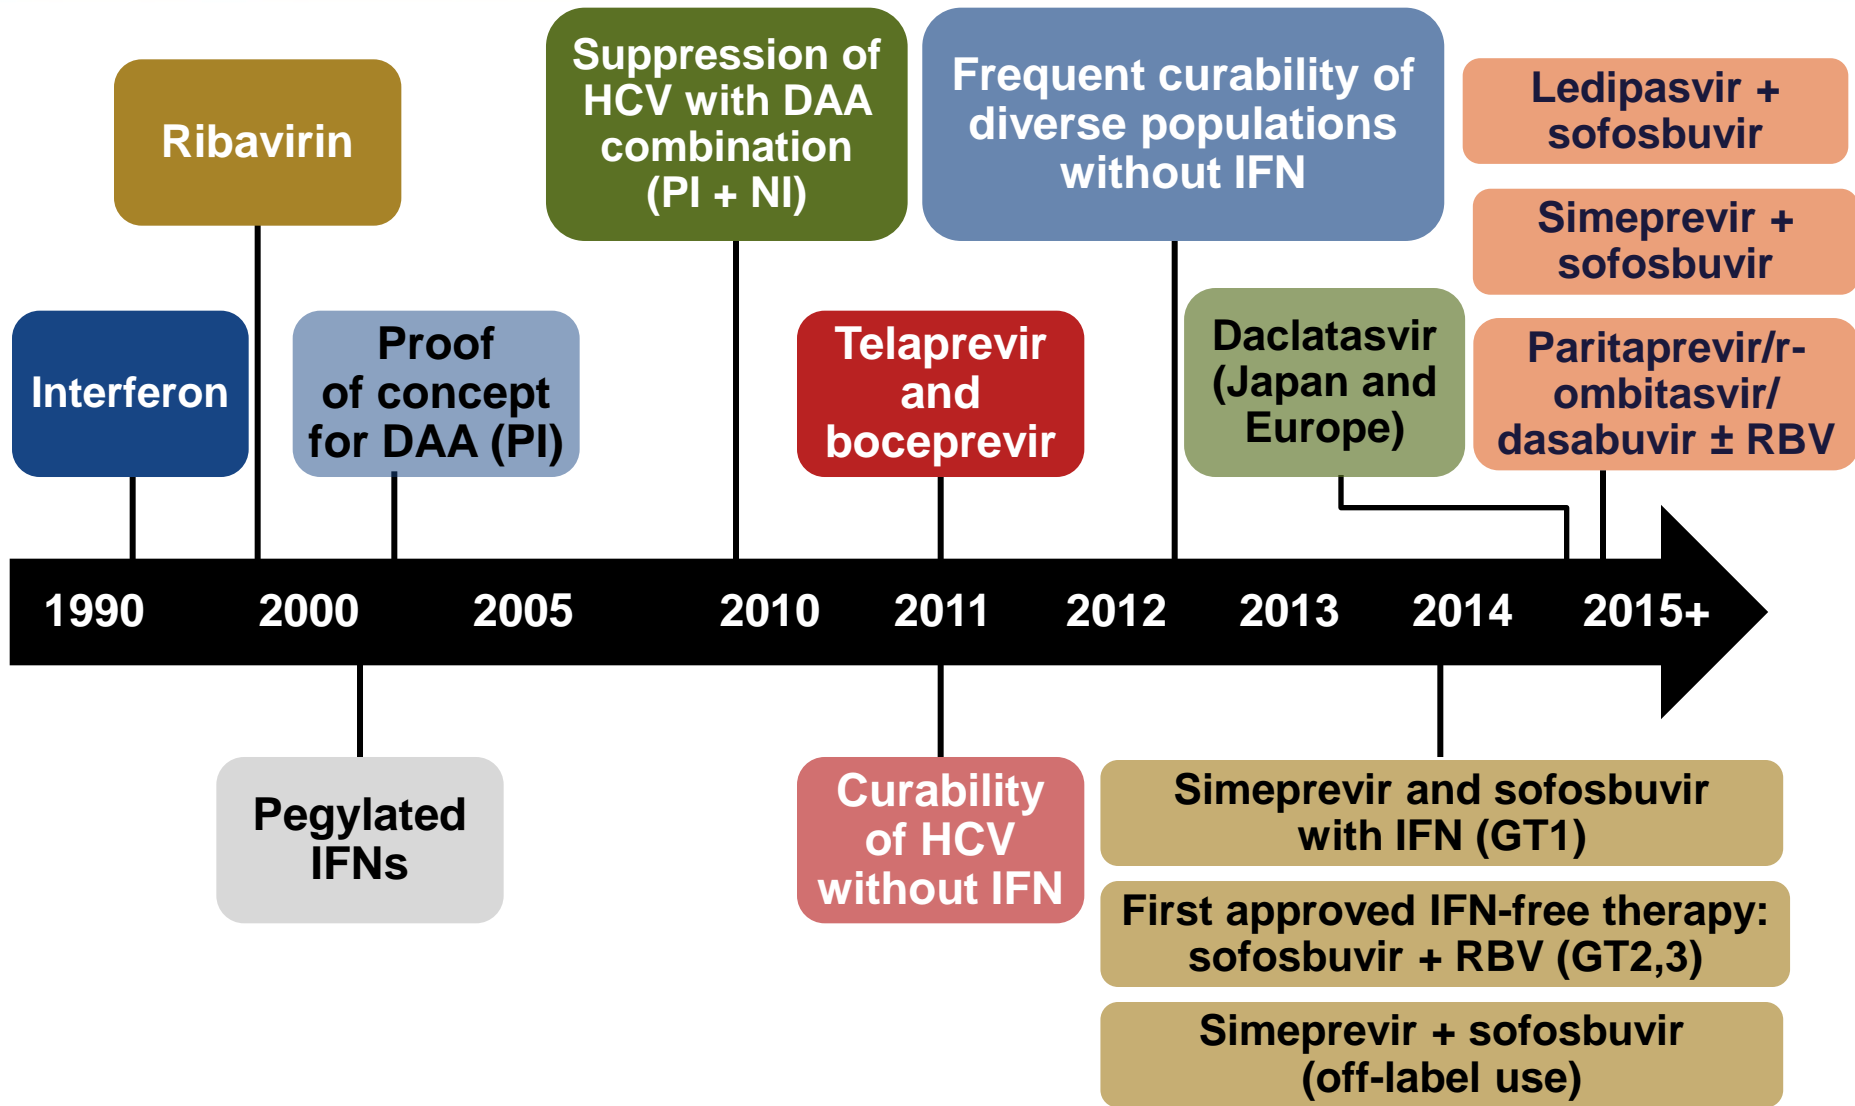 Ribavirin
Suppression of
HCV with DAA
combination
(PI + NI)
Frequent curability of
diverse populations
without IFN
Ledipasvir +
sofosbuvir
Simeprevir +
sofosbuvir
Interferon
Proof
of concept
for DAA (PI)
Telaprevir
and
boceprevir
Daclatasvir
(Japan and
Europe)
Paritaprevir/r-
ombitasvir/
dasabuvir ± RBV
1990 2000 2005 2010 2011 2012 2013 2014 2015+
Pegylated
IFNs
Curability
of HCV
without IFN
Simeprevir and sofosbuvir
with IFN (GT1)
First approved IFN-free therapy:
sofosbuvir + RBV (GT2,3)
Simeprevir + sofosbuvir
(off-label use)